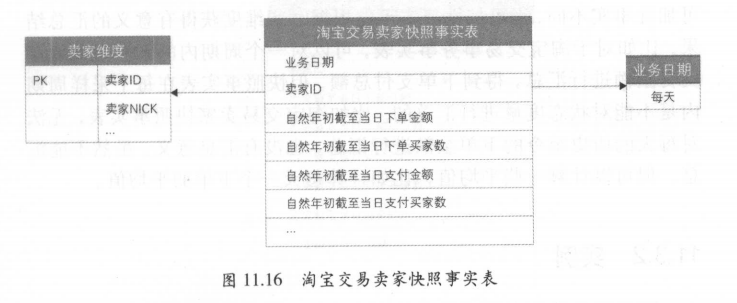 淘宝交易卖家快照事实表
卖家维度
PK 卖家ID
卖家NICK
...
业务日期
卖家ID
自然年初截至当日下单金额
自然年初截至当日下单买家数
自然年初截至当日支付金额
自然年初截至当日支付买家数
...
业务日期
每天
图 11.16 淘宝交易卖家快照事实表